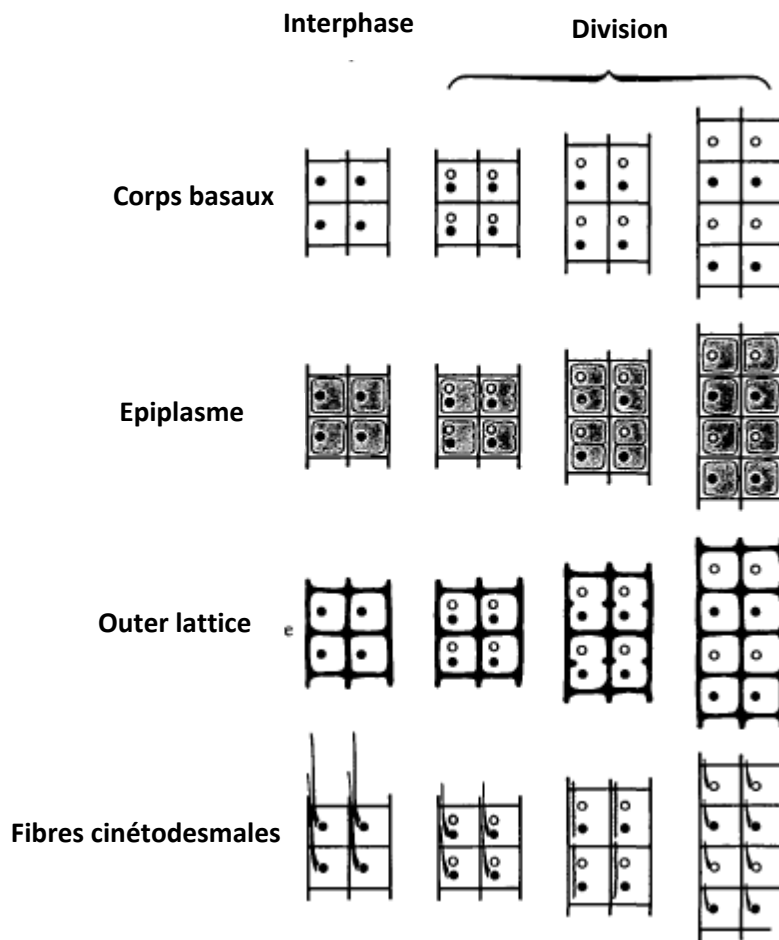 Interphase
Division
Corps basaux
Epiplasme
Outer lattice
e
Fibres cinétodesmales